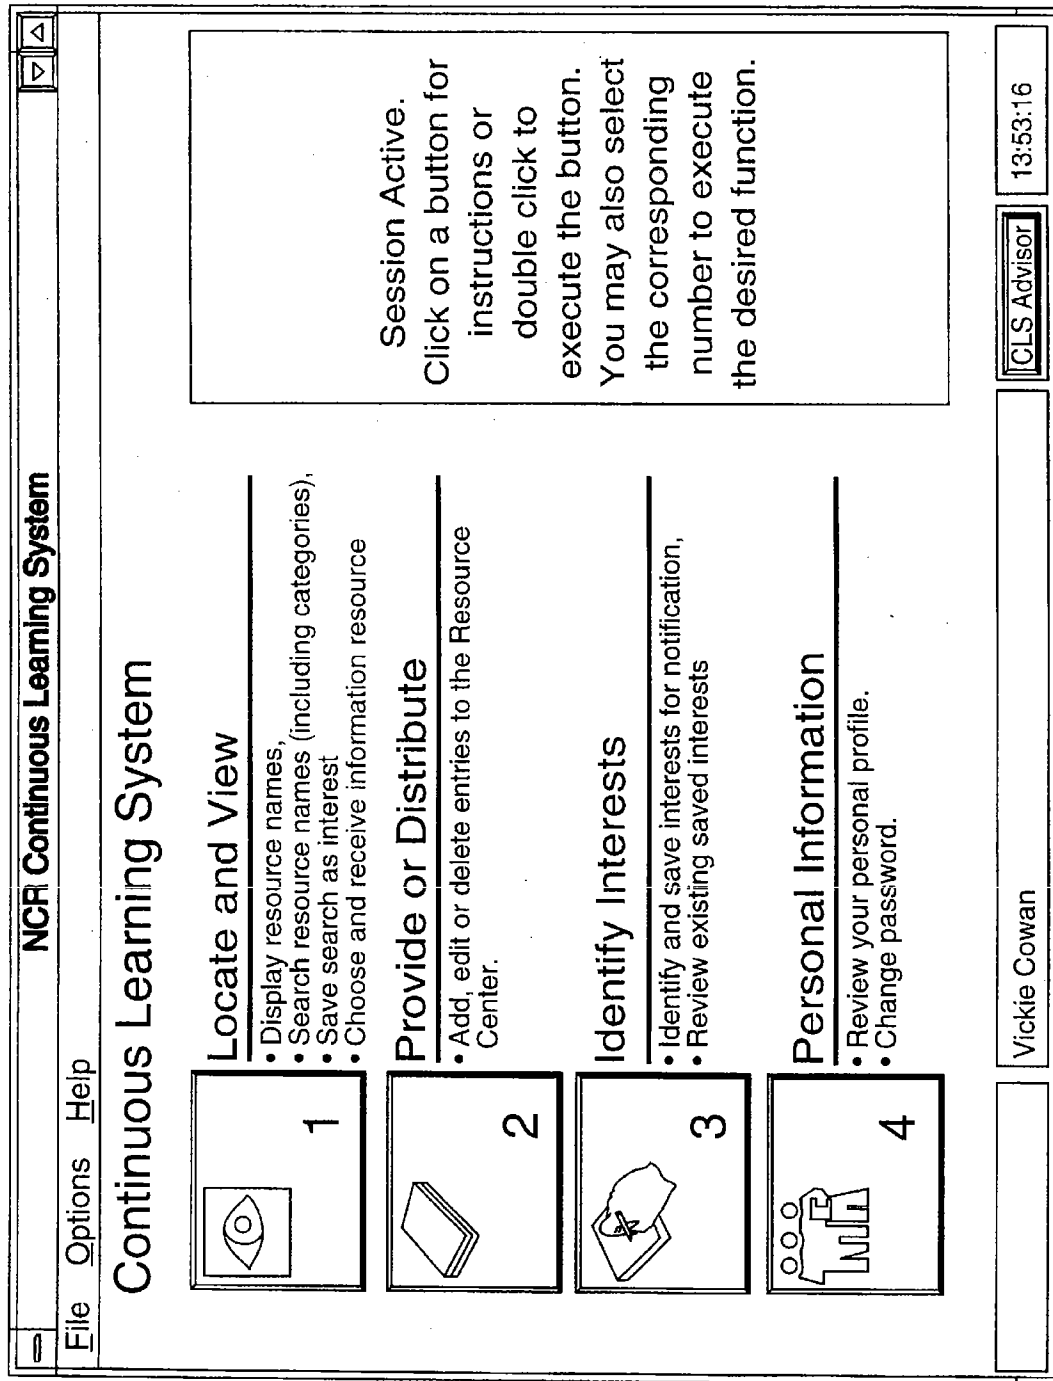 NCR Continuous Learning System
File Options Help
Continuous Learning System
1
Locate and View
• Display resource names,
• Search resource names (including categories),
• Save search as interest
• Choose and receive information resource
2
Provide or Distribute
• Add, edit or delete entries to the Resource
Center.
3
Identify Interests
• Identify and save interests for notification,
• Review existing saved interests
4
Personal Information
• Review your personal profile.
• Change password.
Session Active.
Click on a button for
instructions or
double click to
execute the button.
You may also select
the corresponding
number to execute
the desired function.
Vickie Cowan
CLS Advisor
13:53:16